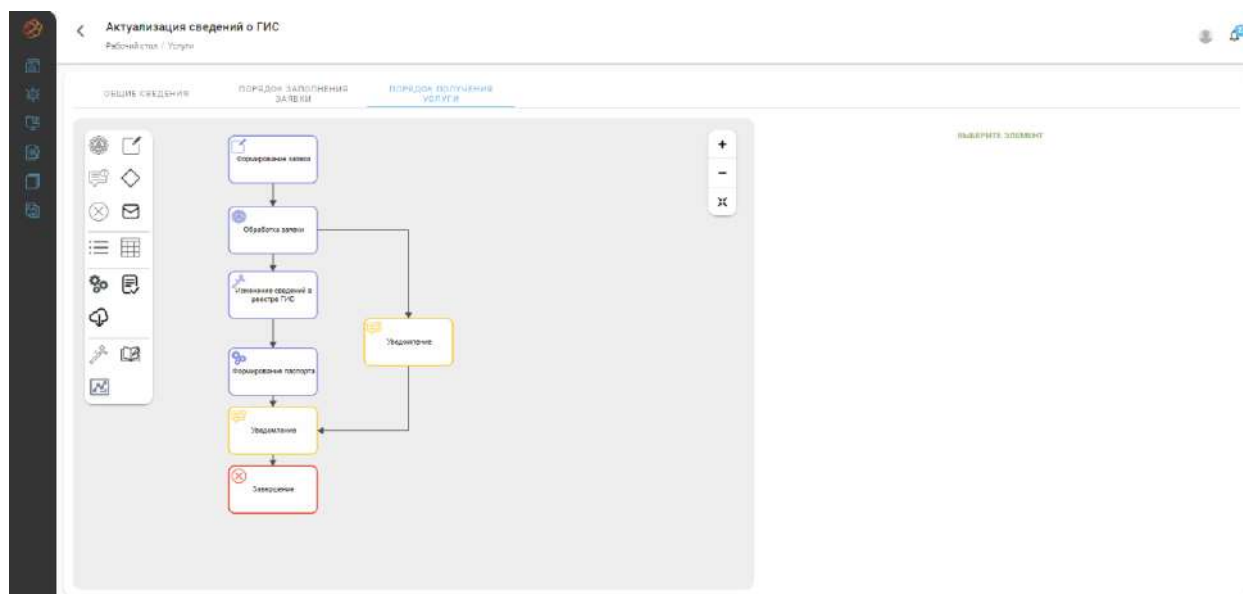 Актуализация сведений о ГИС
Рабочий стол / Услуги
ОБЩИЕ СВЕДЕНИЯ
ПОРЯДОК ЗАПОЛНЕНИЯ
ЗАЯВКИ
ПОРЯДОК ПОЛУЧЕНИЯ
УСЛУГИ
ВЫБЕРИТЕ ЭЛЕМЕНТ
Формирование заявки
Обработка заявки
Изменение сведений в
реестре ГИС
Уведомление
Формирование паспорта
Уведомление
Завершение